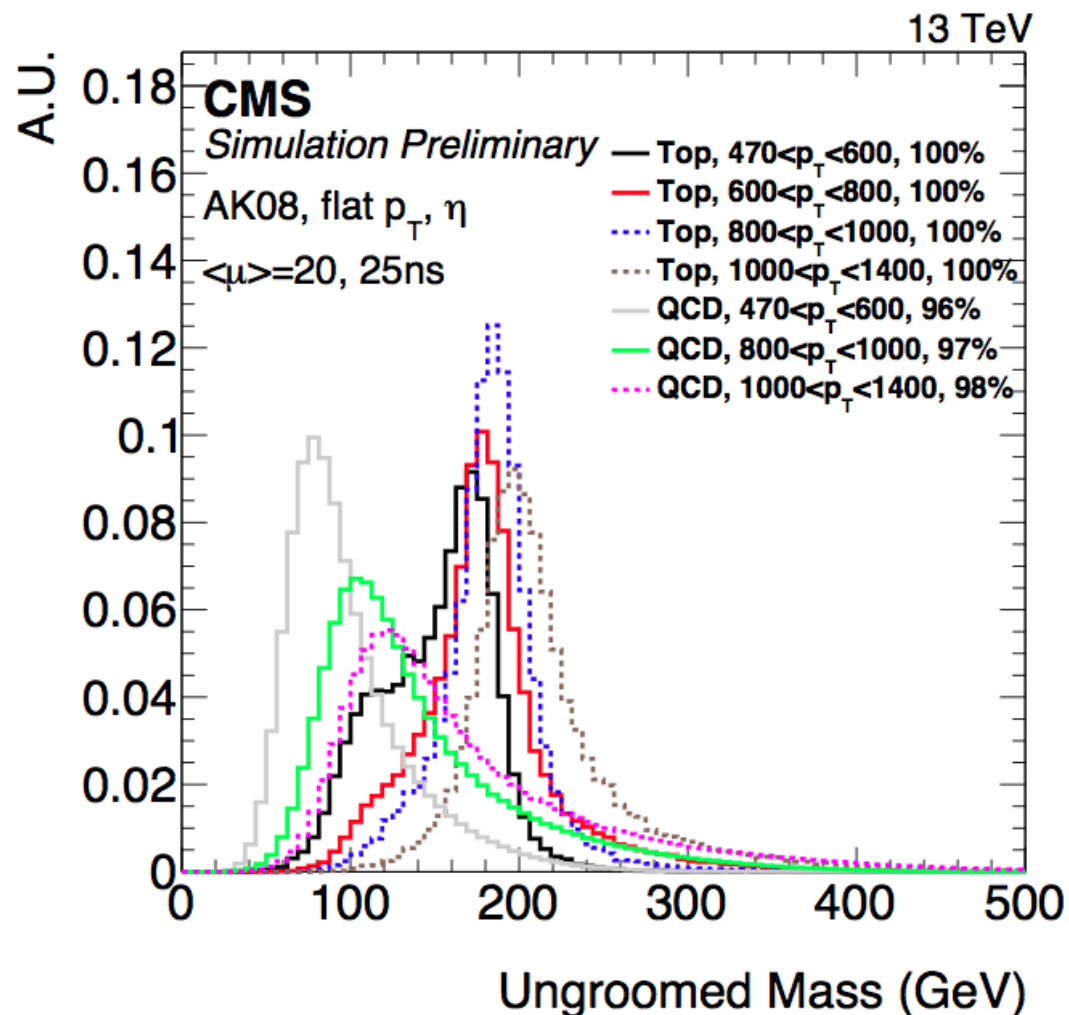 13 TeV
A.U.
CMS
Simulation Preliminary
AK08, flat p_T, η
<μ>=20, 25ns
Top, 470<p_T<600, 100%
Top, 600<p_T<800, 100%
Top, 800<p_T<1000, 100%
Top, 1000<p_T<1400, 100%
QCD, 470<p_T<600, 96%
QCD, 800<p_T<1000, 97%
QCD, 1000<p_T<1400, 98%
0.18
0.16
0.14
0.12
0.1
0.08
0.06
0.04
0.02
0
0 100 200 300 400 500
Ungroomed Mass (GeV)